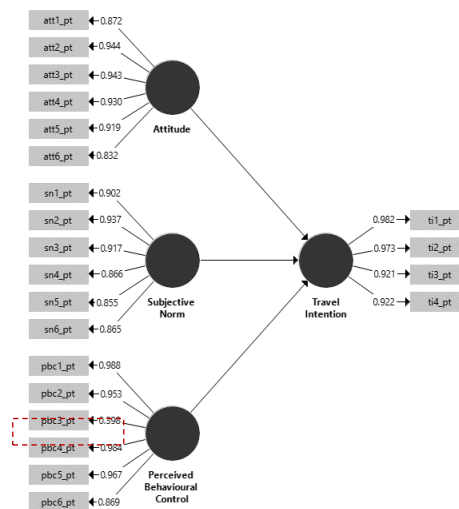 att1_pt 0.872
att2_pt 0.944
att3_pt 0.943
att4_pt 0.930
att5_pt 0.919
att6_pt 0.832
Attitude
sn1_pt 0.902
sn2_pt 0.937
sn3_pt 0.917
sn4_pt 0.866
sn5_pt 0.855
sn6_pt 0.865
Subjective
Norm
0.982 ti1_pt
0.973 ti2_pt
0.921 ti3_pt
0.922 ti4_pt
Travel
Intention
pbc1_pt 0.988
pbc2_pt 0.953
pbc3_pt 0.398
pbc4_pt 0.984
pbc5_pt 0.967
pbc6_pt 0.869
Perceived
Behavioural
Control